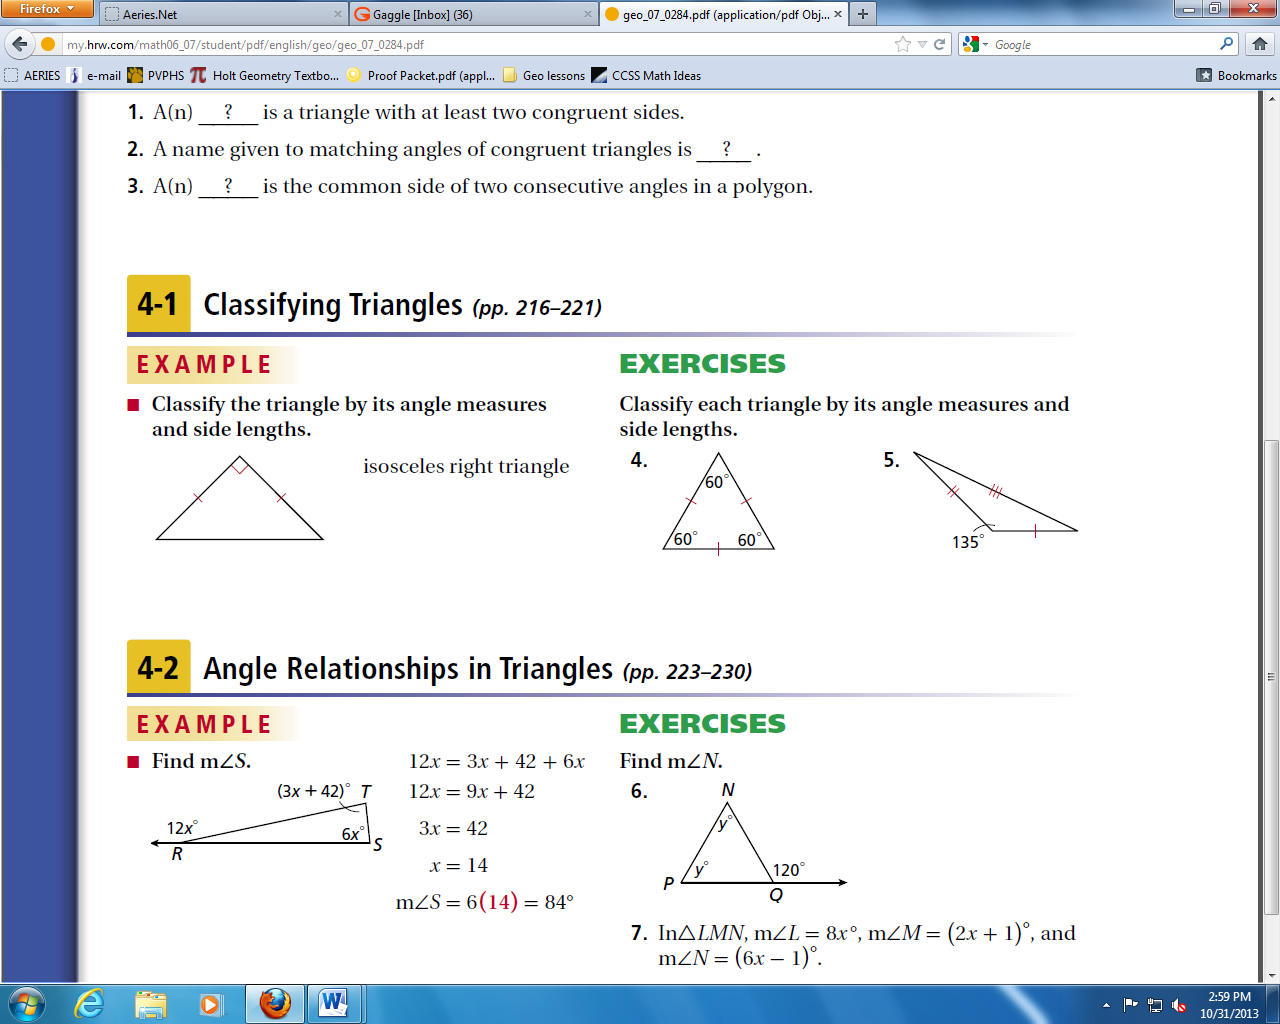 Firefox
Aeries.Net
Gaggle [Inbox] (36)
geo_07_0284.pdf (application/pdf Obj...
my.hrw.com/math06_07/student/pdf/english/geo/geo_07_0284.pdf
Google
AERIES
e-mail
PVPHS
Holt Geometry Textbo...
Proof Packet.pdf (appl...
Geo lessons
CCSS Math Ideas
Bookmarks
1. A(n) ? is a triangle with at least two congruent sides.
2. A name given to matching angles of congruent triangles is ? .
3. A(n) ? is the common side of two consecutive angles in a polygon.
4-1 Classifying Triangles (pp. 216–221)
EXAMPLE
Classify the triangle by its angle measures
and side lengths.
isosceles right triangle
EXERCISES
Classify each triangle by its angle measures and
side lengths.
4.
60°
60°
60°
5.
135°
4-2 Angle Relationships in Triangles (pp. 223–230)
EXAMPLE
Find m∠S.
(3x + 42)° T
12x°
6x°
R
S
12x = 3x + 42 + 6x
12x = 9x + 42
3x = 42
x = 14
m∠S = 6(14) = 84°
EXERCISES
Find m∠N.
6.
N
y°
y°
120°
P
Q
7. In△LMN, m∠L = 8x°, m∠M = (2x + 1)°, and
m∠N = (6x − 1)°.
2:59 PM
10/31/2013